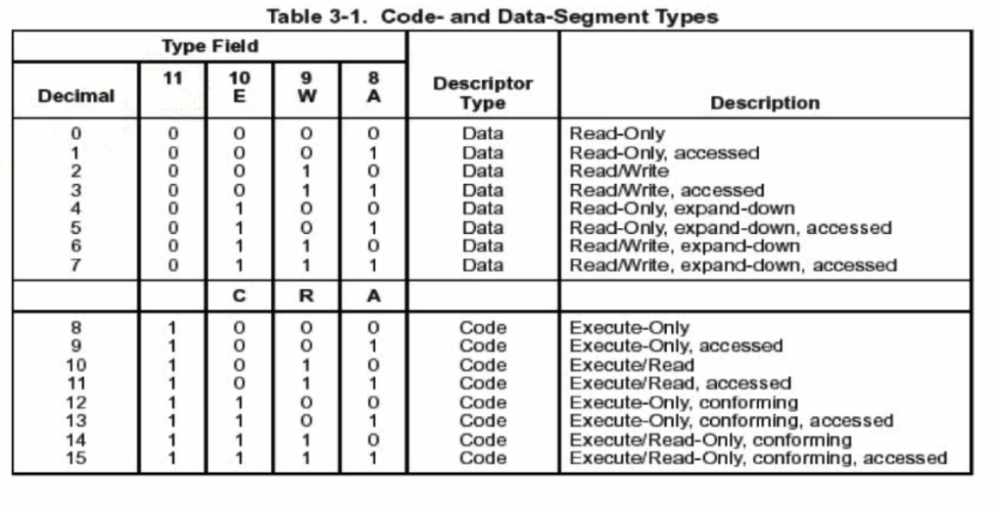 Table 3-1. Code- and Data-Segment Types
Type Field
Decimal 11 10 E 9 W 8 A Descriptor Type Description
0 0 0 0 0 Data Read-Only
1 0 0 0 1 Data Read-Only, accessed
2 0 0 1 0 Data Read/Write
3 0 0 1 1 Data Read/Write, accessed
4 0 1 0 0 Data Read-Only, expand-down
5 0 1 0 1 Data Read-Only, expand-down, accessed
6 0 1 1 0 Data Read/Write, expand-down
7 0 1 1 1 Data Read/Write, expand-down, accessed
C R A
8 1 0 0 0 Code Execute-Only
9 1 0 0 1 Code Execute-Only, accessed
10 1 0 1 0 Code Execute/Read
11 1 0 1 1 Code Execute/Read, accessed
12 1 1 0 0 Code Execute-Only, conforming
13 1 1 0 1 Code Execute-Only, conforming, accessed
14 1 1 1 0 Code Execute/Read-Only, conforming
15 1 1 1 1 Code Execute/Read-Only, conforming, accessed